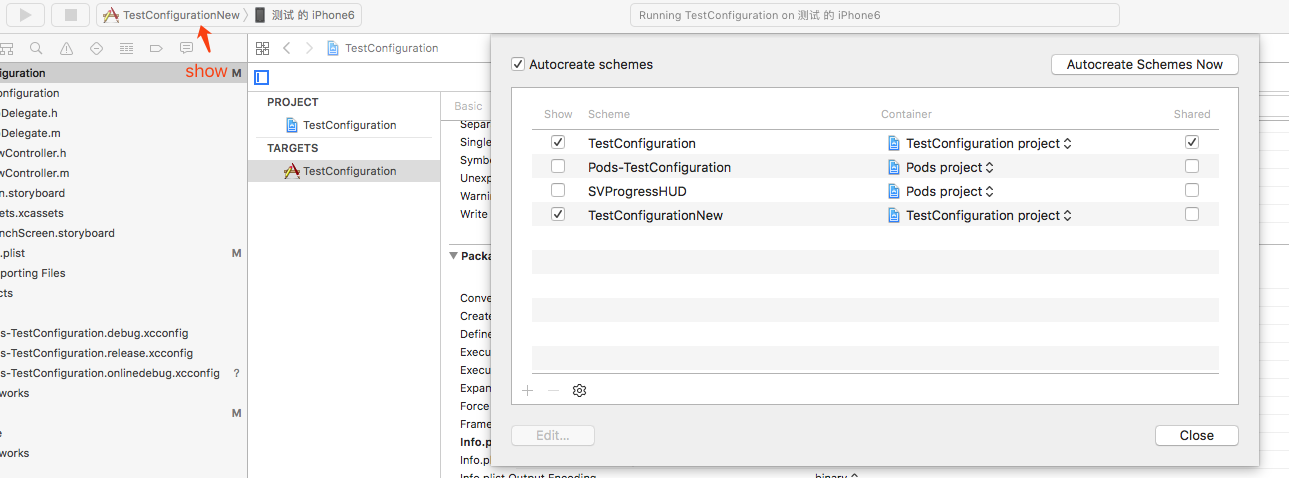 TestConfigurationNew 测试 的 iPhone6
Running TestConfiguration on 测试 的 iPhone6
show
M
TestConfiguration
iguration
onfiguration
Delegate.h
Delegate.m
wController.h
wController.m
n.storyboard
ets.xcassets
nchScreen.storyboard
.plist
M
porting Files
cts
s-TestConfiguration.debug.xcconfig
s-TestConfiguration.release.xcconfig
s-TestConfiguration.onlinedebug.xcconfig ?
works
M
e
works
PROJECT
TestConfiguration
TARGETS
TestConfiguration
Basic
Separ
Single
Symbo
Unexp
Warni
Write
Packa
Conve
Create
Define
Execu
Execu
Expan
Force
Frame
Info.p
Info.pl
Info.plist Output Encoding
binary
Autocreate schemes
Autocreate Schemes Now
Show Scheme Container Shared
TestConfiguration TestConfiguration project
Pods-TestConfiguration Pods project
SVProgressHUD Pods project
TestConfigurationNew TestConfiguration project
Edit...
Close